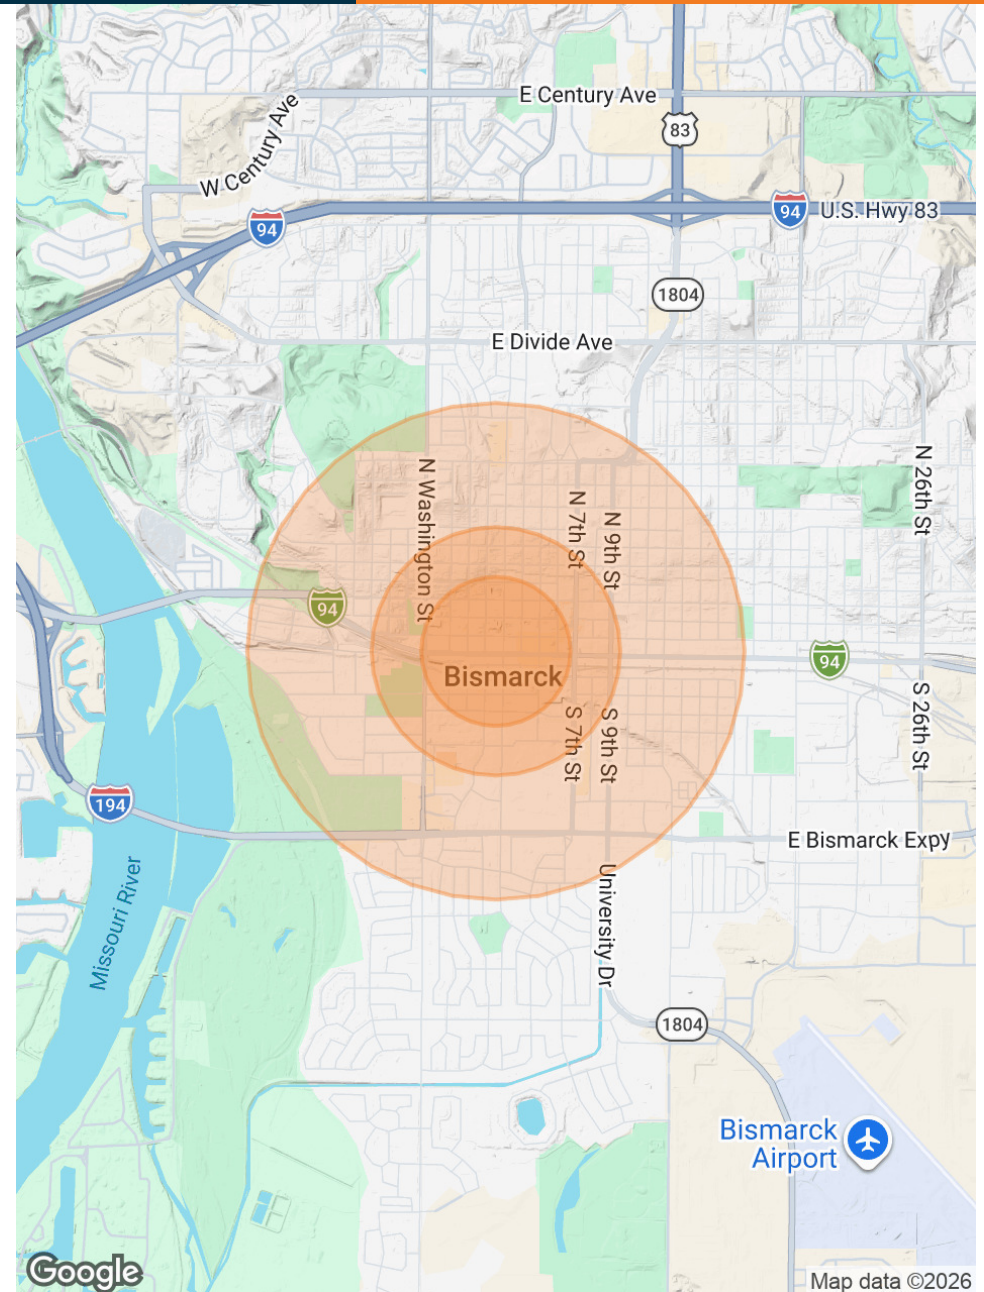 E Century Ave
W Century Ave
83
94
94
U.S. Hwy 83
1804
E Divide Ave
N Washington St
N 7th St
N 9th St
N 26th St
94
94
Bismarck
S 7th St
S 9th St
S 26th St
194
E Bismarck Expy
Missouri River
University Dr
1804
Bismarck
Airport
Google
Map data ©2026